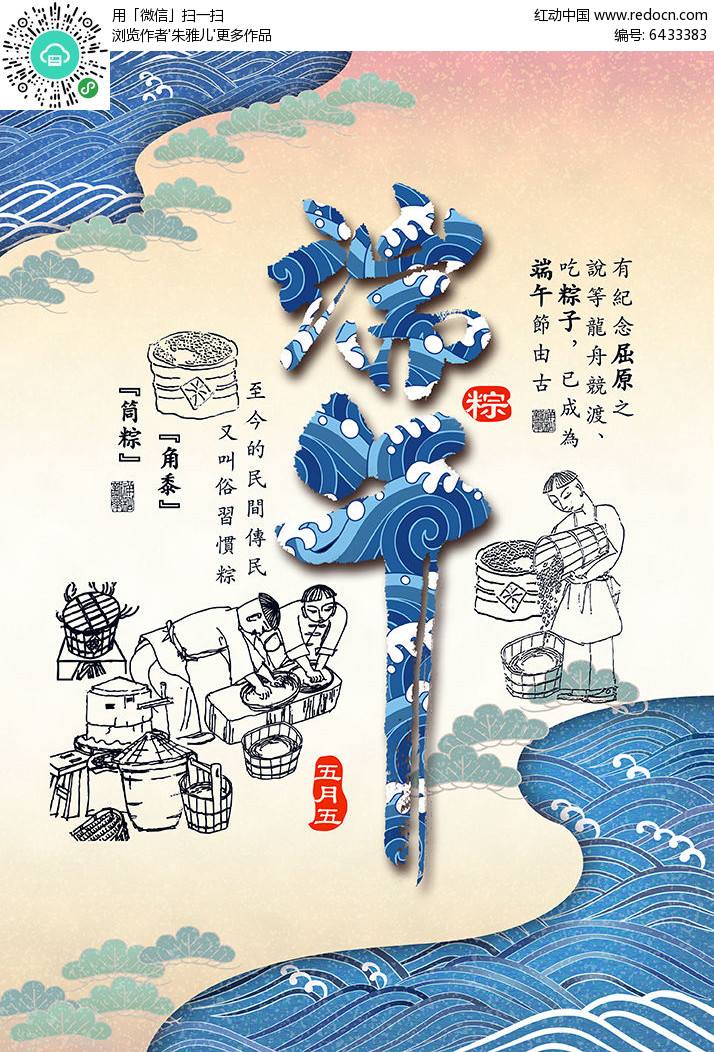 用「微信」扫一扫
浏览作者'朱雅儿'更多作品
红动中国 www.redocn.com
编号: 6433383
端午
粽
有紀念屈原之
說等龍舟競渡、
吃粽子，已成為
端午節由古
至今的民間傳民
又叫俗習慣粽
『角黍』
『筒粽』
五月五